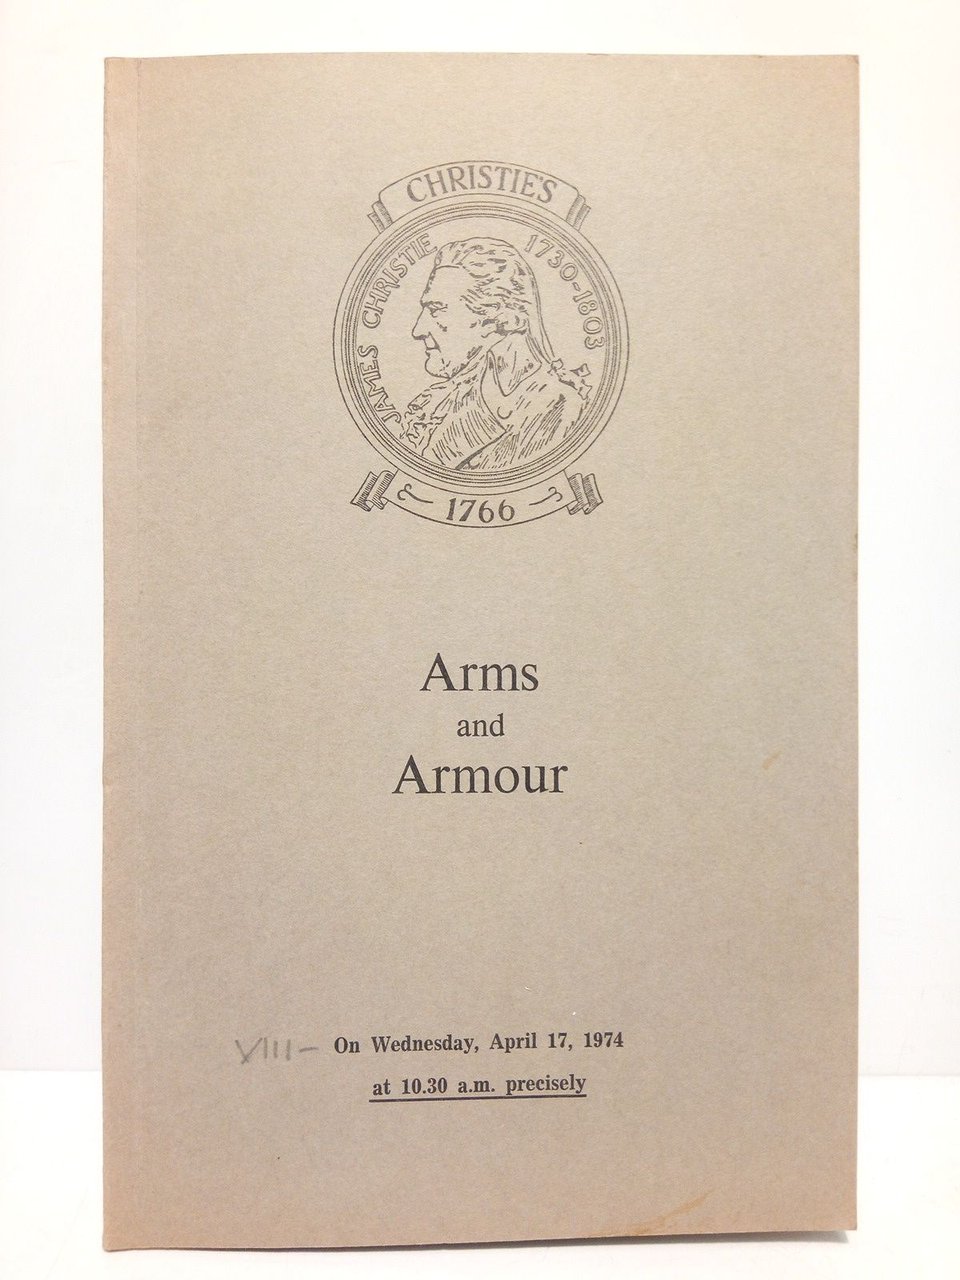 CHRISTIE'S
JAMES CHRISTIE 1730-1803
1766
Arms
and
Armour
VIII- On Wednesday, April 17, 1974
at 10.30 a.m. precisely